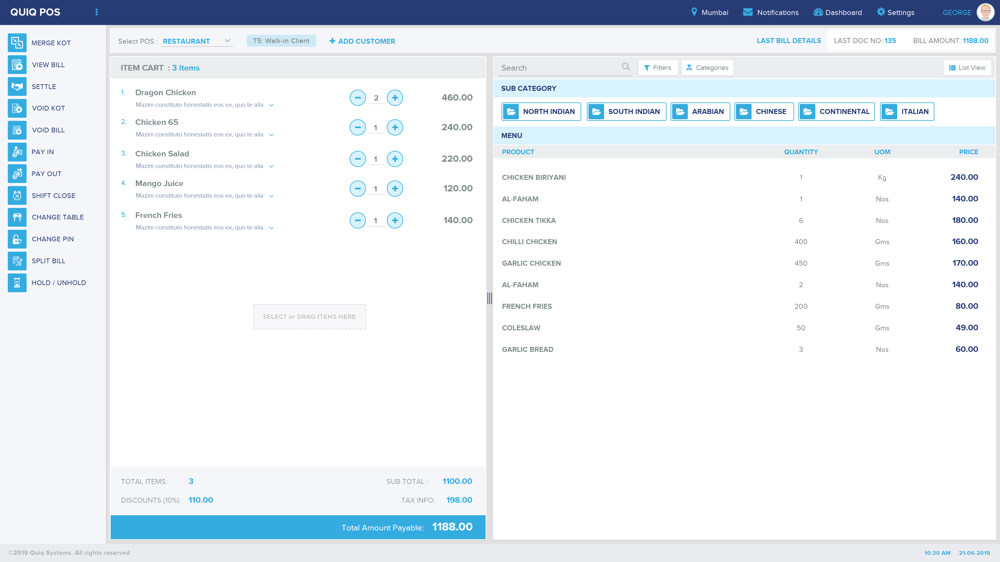 QUIQ POS
Mumbai
Notifications
Dashboard
Settings
GEORGE
MERGE KOT
VIEW BILL
SETTLE
VOID KOT
VOID BILL
PAY IN
PAY OUT
SHIFT CLOSE
CHANGE TABLE
CHANGE PIN
SPLIT BILL
HOLD / UNHOLD
Select POS : RESTAURANT
T5: Walk-in Client
ADD CUSTOMER
LAST BILL DETAILS
LAST DOC NO: 135
BILL AMOUNT: 1188.00
ITEM CART : 3 items
1. Dragon Chicken 2 460.00
Mazim constituto honestatis eos ex, quo te alia
2. Chicken 65 1 240.00
Mazim constituto honestatis eos ex, quo te alia
3. Chicken Salad 1 220.00
Mazim constituto honestatis eos ex, quo te alia
4. Mango Juice 1 120.00
Mazim constituto honestatis eos ex, quo te alia
5. French Fries 1 140.00
Mazim constituto honestatis eos ex, quo te alia
SELECT or DRAG ITEMS HERE
TOTAL ITEMS: 3
SUB TOTAL : 1100.00
DISCOUNTS (10%): 110.00
TAX INFO: 198.00
Total Amount Payable: 1188.00
Search
Filters
Categories
List View
SUB CATEGORY
NORTH INDIAN
SOUTH INDIAN
ARABIAN
CHINESE
CONTINENTAL
ITALIAN
MENU
PRODUCT QUANTITY UOM PRICE
CHICKEN BIRIYANI 1 Kg 240.00
AL-FAHAM 1 Nos 140.00
CHICKEN TIKKA 6 Nos 180.00
CHILLI CHICKEN 400 Gms 160.00
GARLIC CHICKEN 450 Gms 170.00
AL-FAHAM 2 Nos 140.00
FRENCH FRIES 200 Gms 80.00
COLESLAW 50 Gms 49.00
GARLIC BREAD 3 Nos 60.00
©2019 Quiq Systems. All rights reserved
10:30 AM 21-06-2019